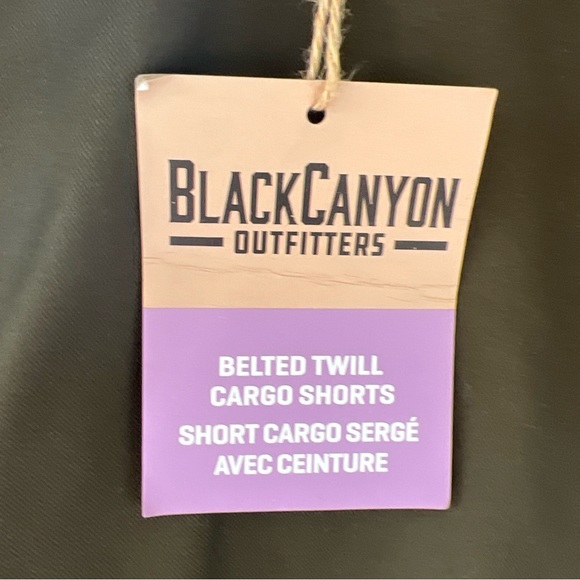 BLACKCANYON
OUTFITTERS
BELTED TWILL
CARGO SHORTS
SHORT CARGO SERGÉ
AVEC CEINTURE